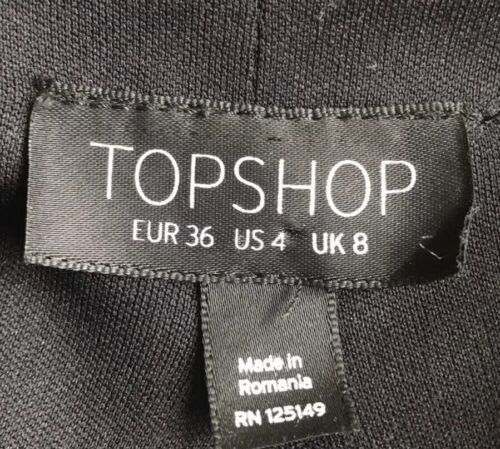 TOPSHOP
EUR 36 US 4 UK 8
Made in
Romania
RN 125149